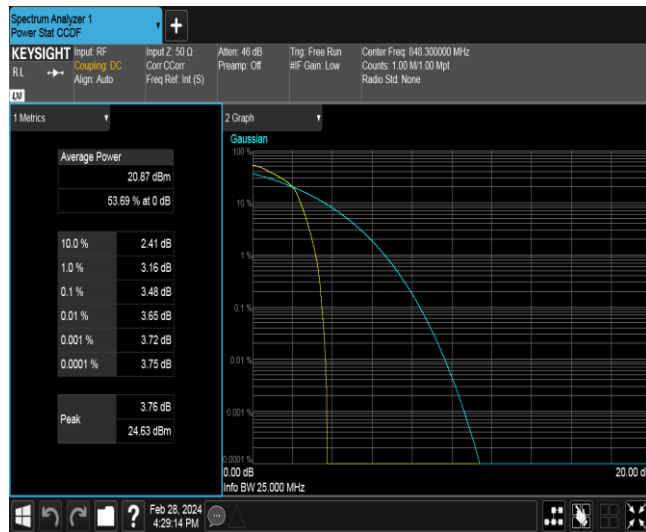 Spectrum Analyzer 1
Power Stat CCDF
+
KEYSIGHT
RL
LXI
Input: RF
Coupling: DC
Align: Auto
Input Z: 50 Ω
Corr CCorr
Freq Ref: Int (S)
Atten: 46 dB
Preamp: Off
Trig: Free Run
#IF Gain: Low
Center Freq: 848.300000 MHz
Counts: 1.00 M/1.00 Mpt
Radio Std: None
1 Metrics
Average Power
20.87 dBm
53.69 % at 0 dB
10.0 % 2.41 dB
1.0 % 3.16 dB
0.1 % 3.48 dB
0.01 % 3.65 dB
0.001 % 3.72 dB
0.0001 % 3.75 dB
Peak
3.76 dB
24.63 dBm
2 Graph
Gaussian
100 %
10 %
1 %
0.1 %
0.01 %
0.001 %
0.0001 %
0.00 dB
20.00 d
Info BW 25.000 MHz
?
Feb 28, 2024
4:29:14 PM